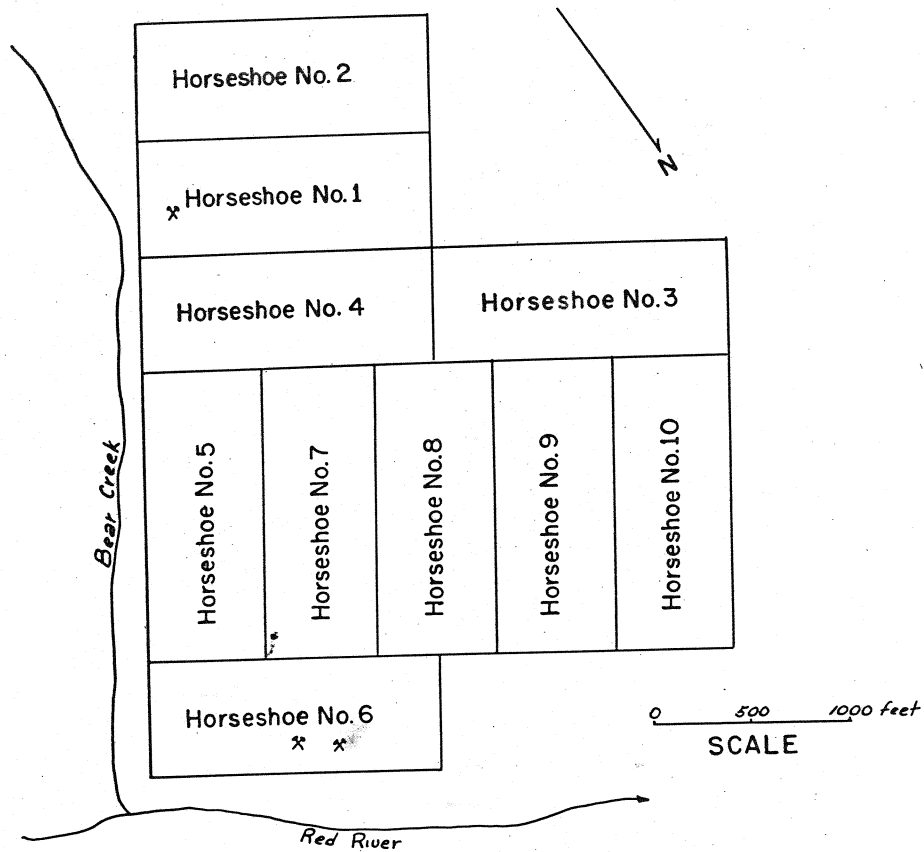 Horseshoe No. 2
N
Horseshoe No. 1
Horseshoe No. 4
Horseshoe No. 3
Bear Creek
Horseshoe No. 5
Horseshoe No. 7
Horseshoe No. 8
Horseshoe No. 9
Horseshoe No. 10
Horseshoe No. 6
0 500 1000 feet
SCALE
Red River